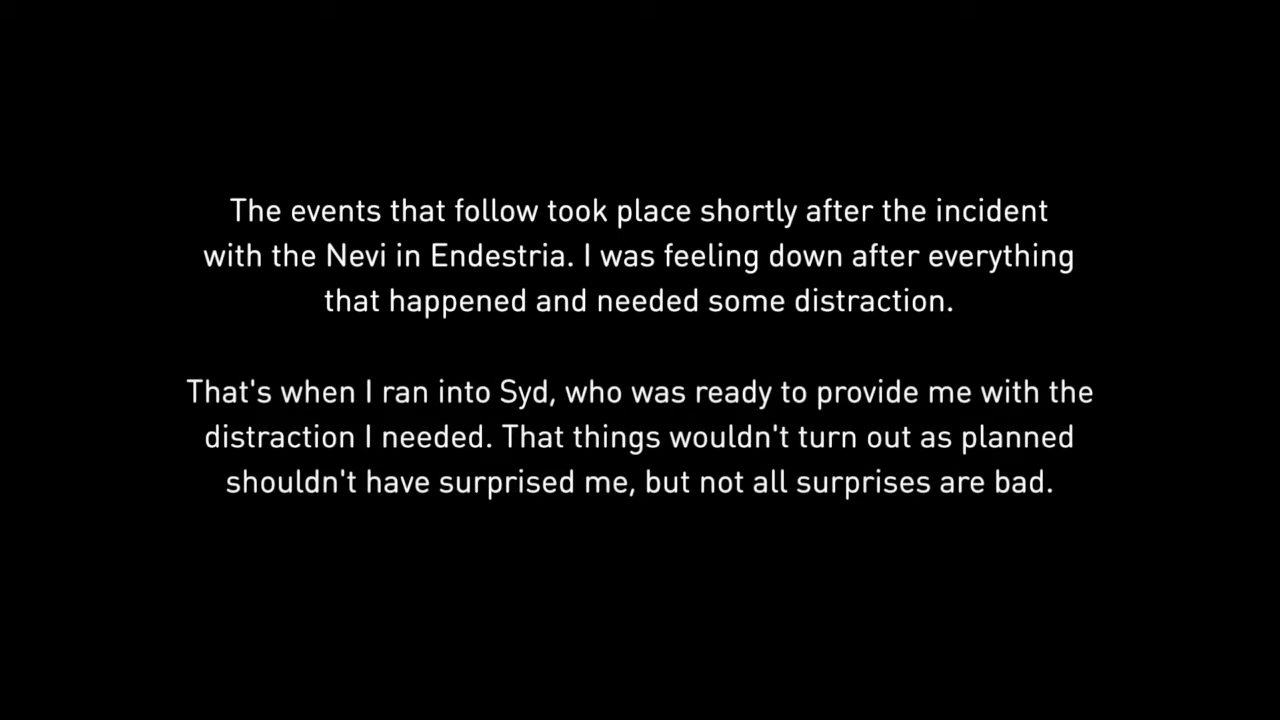 The events that follow took place shortly after the incident
with the Nevi in Endestria. I was feeling down after everything
that happened and needed some distraction.
That's when I ran into Syd, who was ready to provide me with the
distraction I needed. That things wouldn't turn out as planned
shouldn't have surprised me, but not all surprises are bad.